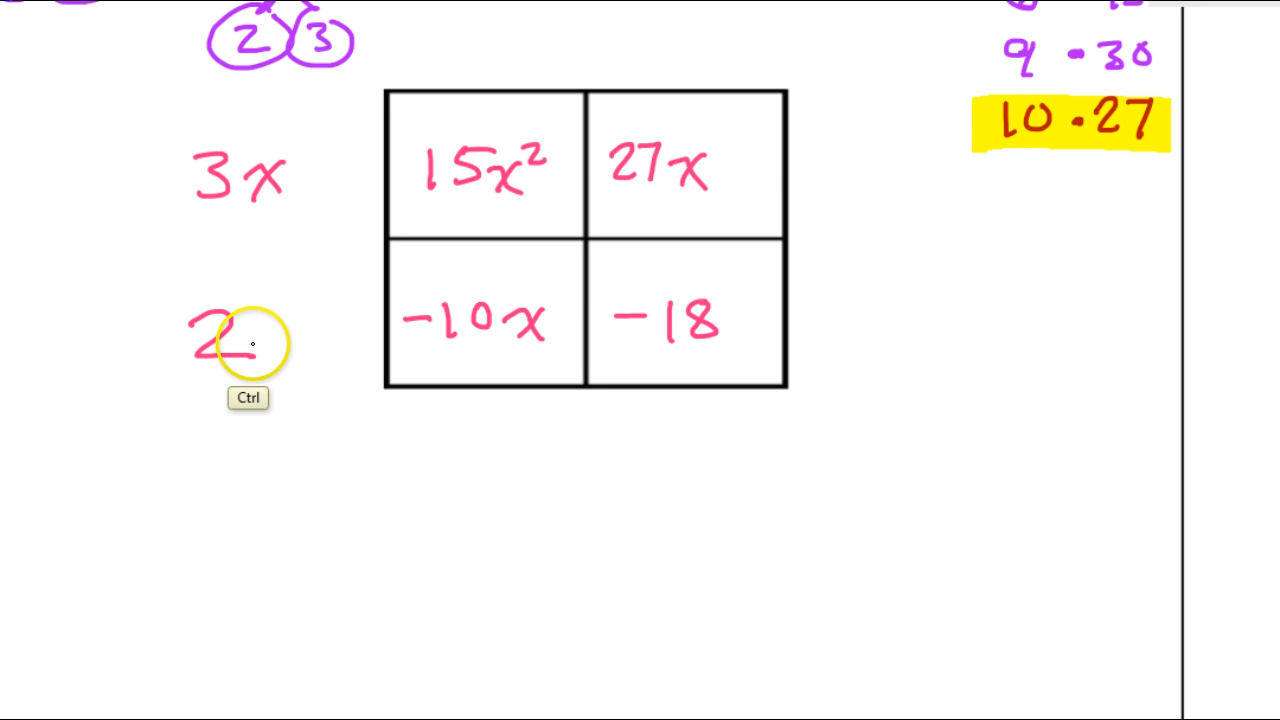 2 3
9 · 30
10 · 27
3x 15x² 27x
2 -10x -18
Ctrl